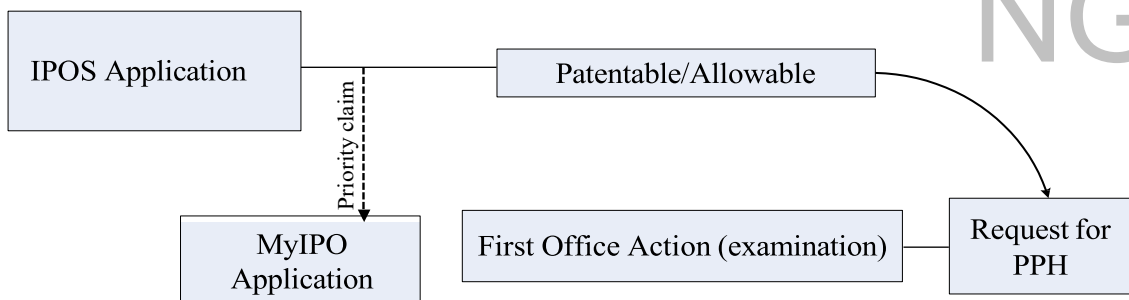 NG
IPOS Application
Patentable/Allowable
Priority claim
MyIPO
Application
First Office Action (examination)
Request for
PPH